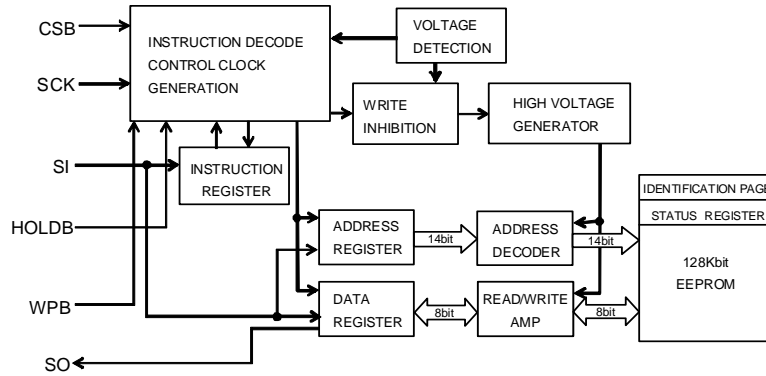 CSB
SCK
SI
HOLDB
WPB
SO
INSTRUCTION DECODE
CONTROL CLOCK
GENERATION
VOLTAGE
DETECTION
WRITE
INHIBITION
HIGH VOLTAGE
GENERATOR
INSTRUCTION
REGISTER
ADDRESS
REGISTER
14bit
ADDRESS
DECODER
14bit
DATA
REGISTER
8bit
READ/WRITE
AMP
8bit
IDENTIFICATION PAGE
STATUS REGISTER
128Kbit
EEPROM